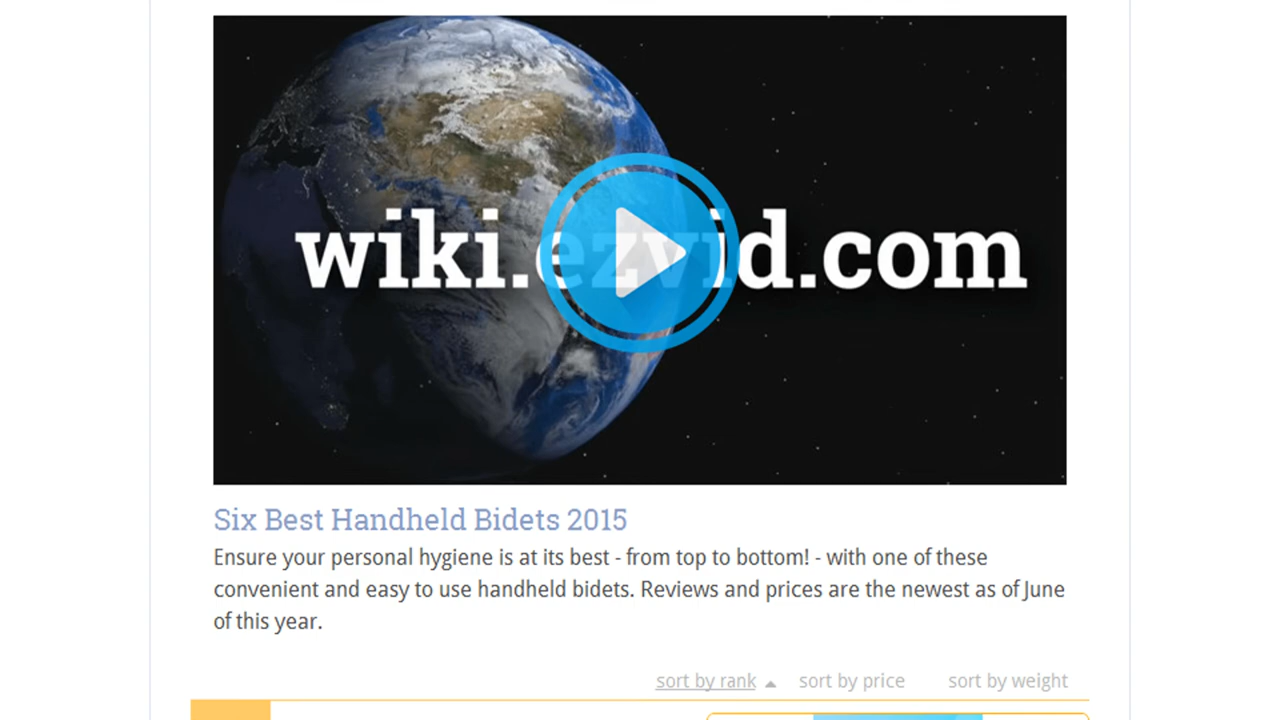 wiki.ezvid.com
Six Best Handheld Bidets 2015
Ensure your personal hygiene is at its best - from top to bottom! - with one of these
convenient and easy to use handheld bidets. Reviews and prices are the newest as of June
of this year.
sort by rank sort by price sort by weight